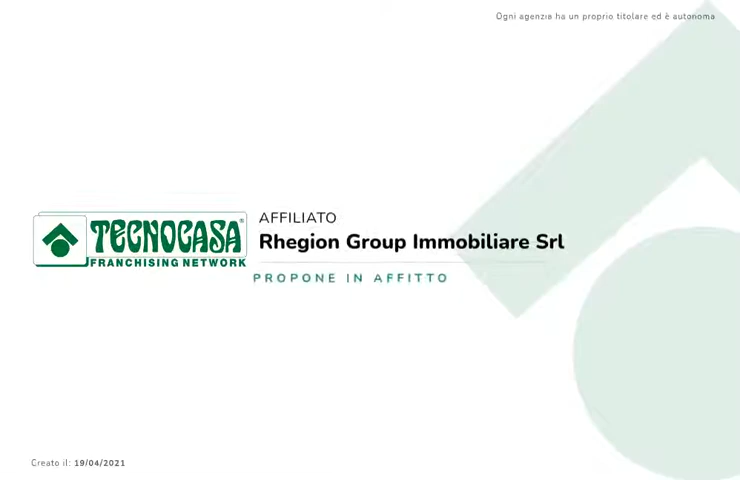 Ogni agenzia ha un proprio titolare ed è autonoma
TECNOCASA®
FRANCHISING NETWORK
AFFILIATO
Rhegion Group Immobiliare Srl
PROPONE IN AFFITTO
Creato il: 19/04/2021